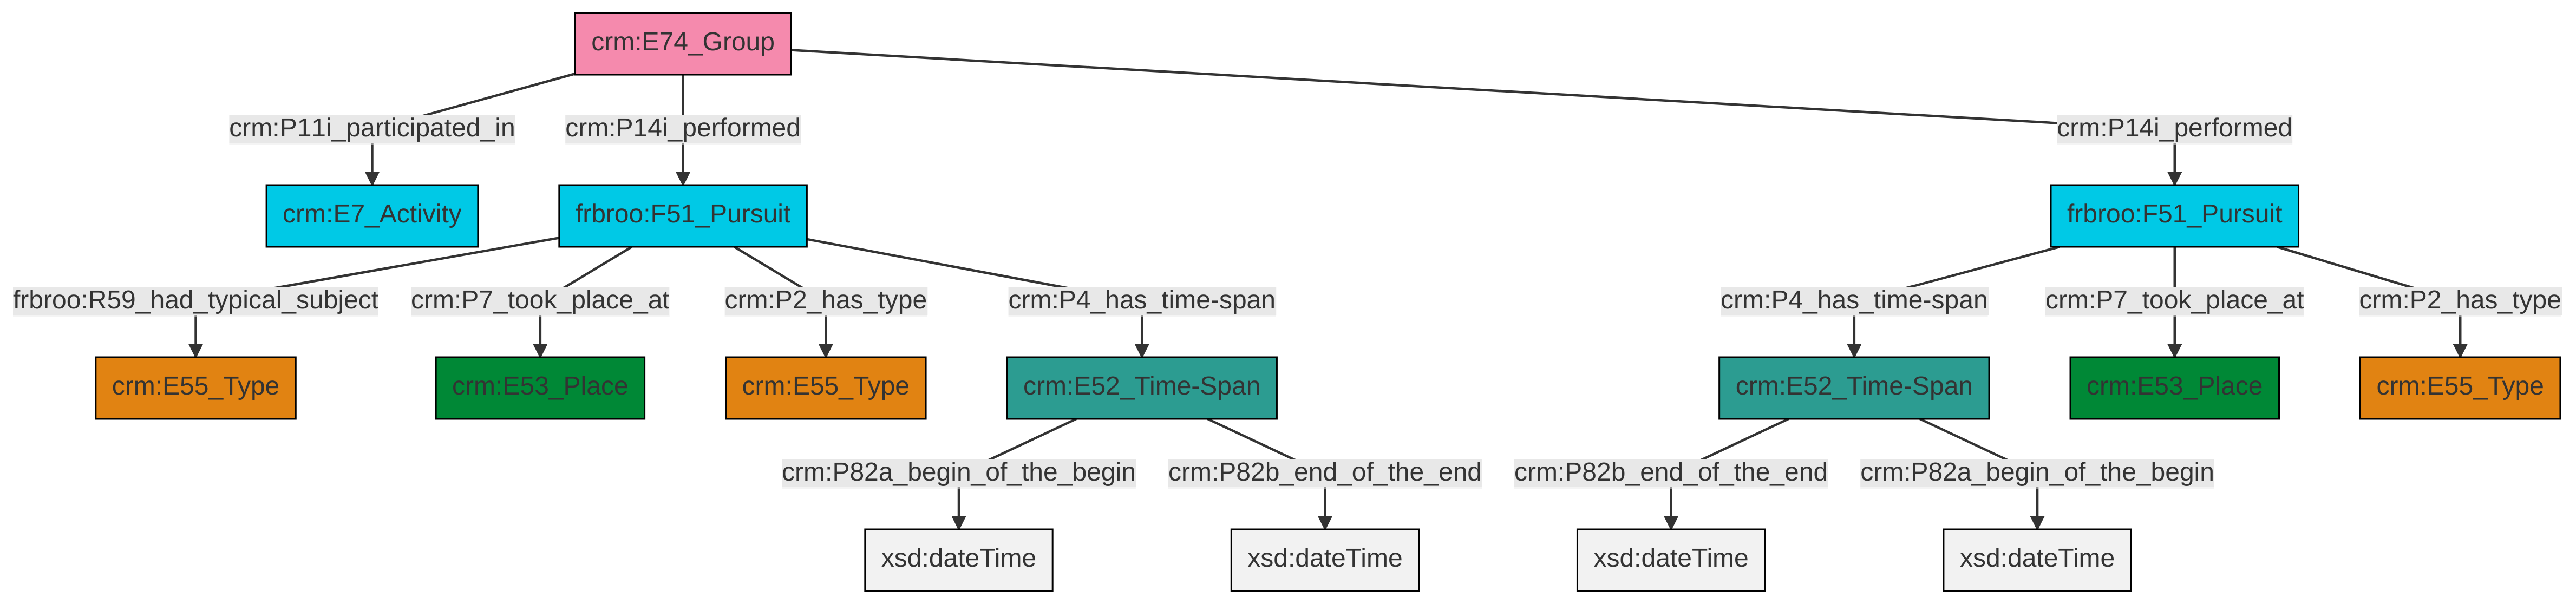 crm:E74_Group
crm:P11i_participated_in
crm:P14i_performed
crm:P14i_performed
crm:E7_Activity
frbroo:F51_Pursuit
frbroo:F51_Pursuit
frbroo:R59_had_typical_subject
crm:P7_took_place_at
crm:P2_has_type
crm:P4_has_time-span
crm:P4_has_time-span
crm:P7_took_place_at
crm:P2_has_type
crm:E55_Type
crm:E53_Place
crm:E55_Type
crm:E52_Time-Span
crm:E52_Time-Span
crm:E53_Place
crm:E55_Type
crm:P82a_begin_of_the_begin
crm:P82b_end_of_the_end
crm:P82b_end_of_the_end
crm:P82a_begin_of_the_begin
xsd:dateTime
xsd:dateTime
xsd:dateTime
xsd:dateTime